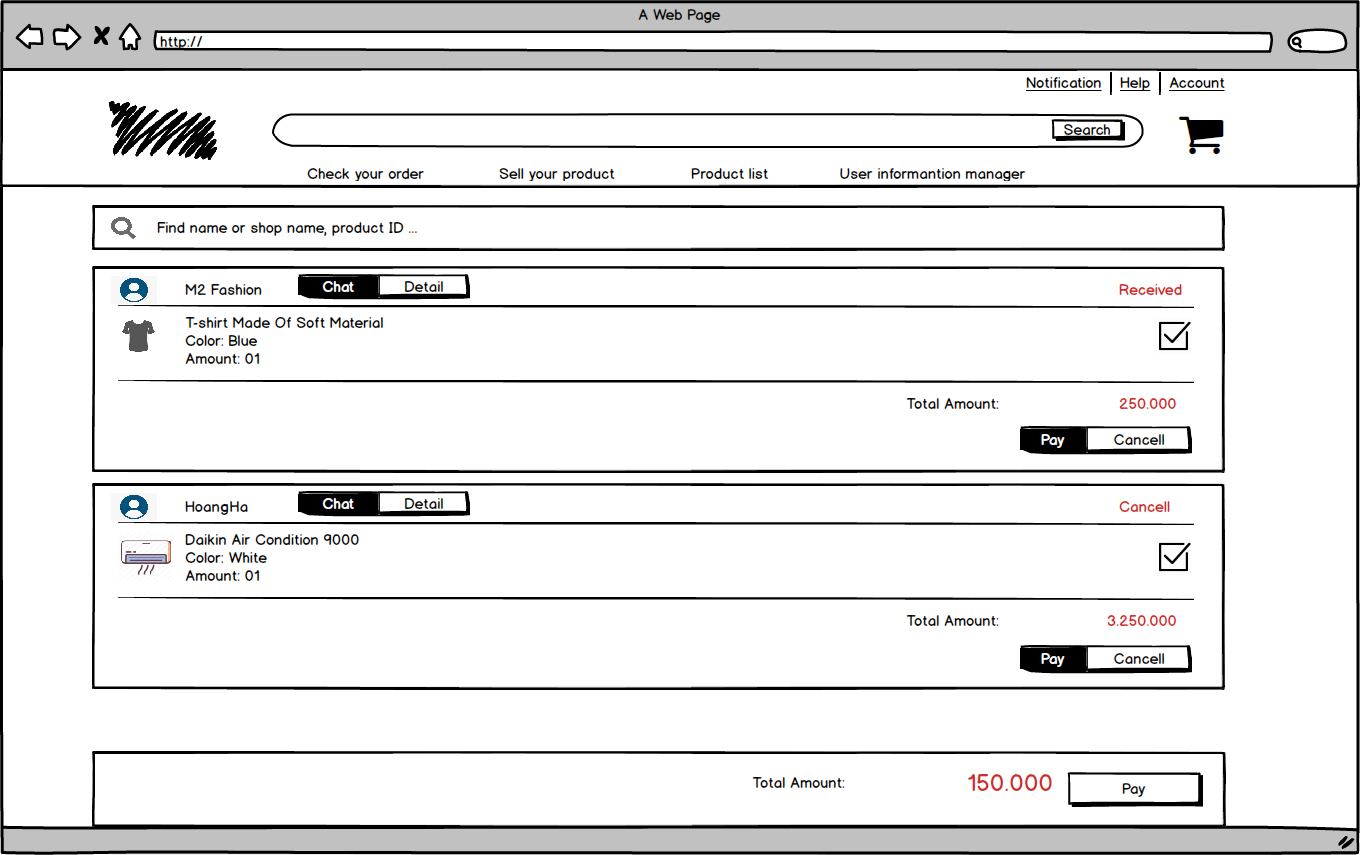 A Web Page
http://
Notification Help Account
Search
Check your order Sell your product Product list User informantion manager
Find name or shop name, product ID ...
M2 Fashion Chat Detail Received
T-shirt Made Of Soft Material
Color: Blue
Amount: 01
Total Amount: 250.000
Pay Cancell
HoangHa Chat Detail Cancell
Daikin Air Condition 9000
Color: White
Amount: 01
Total Amount: 3.250.000
Pay Cancell
Total Amount: 150.000 Pay